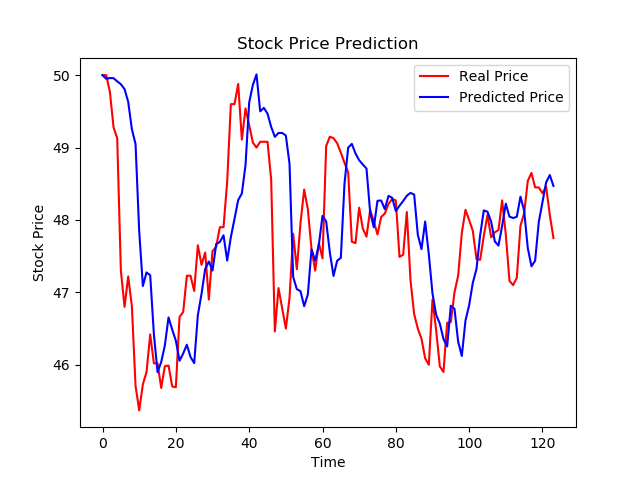 Stock Price Prediction
Real Price
Predicted Price
50
49
48
47
46
Stock Price
0 20 40 60 80 100 120
Time